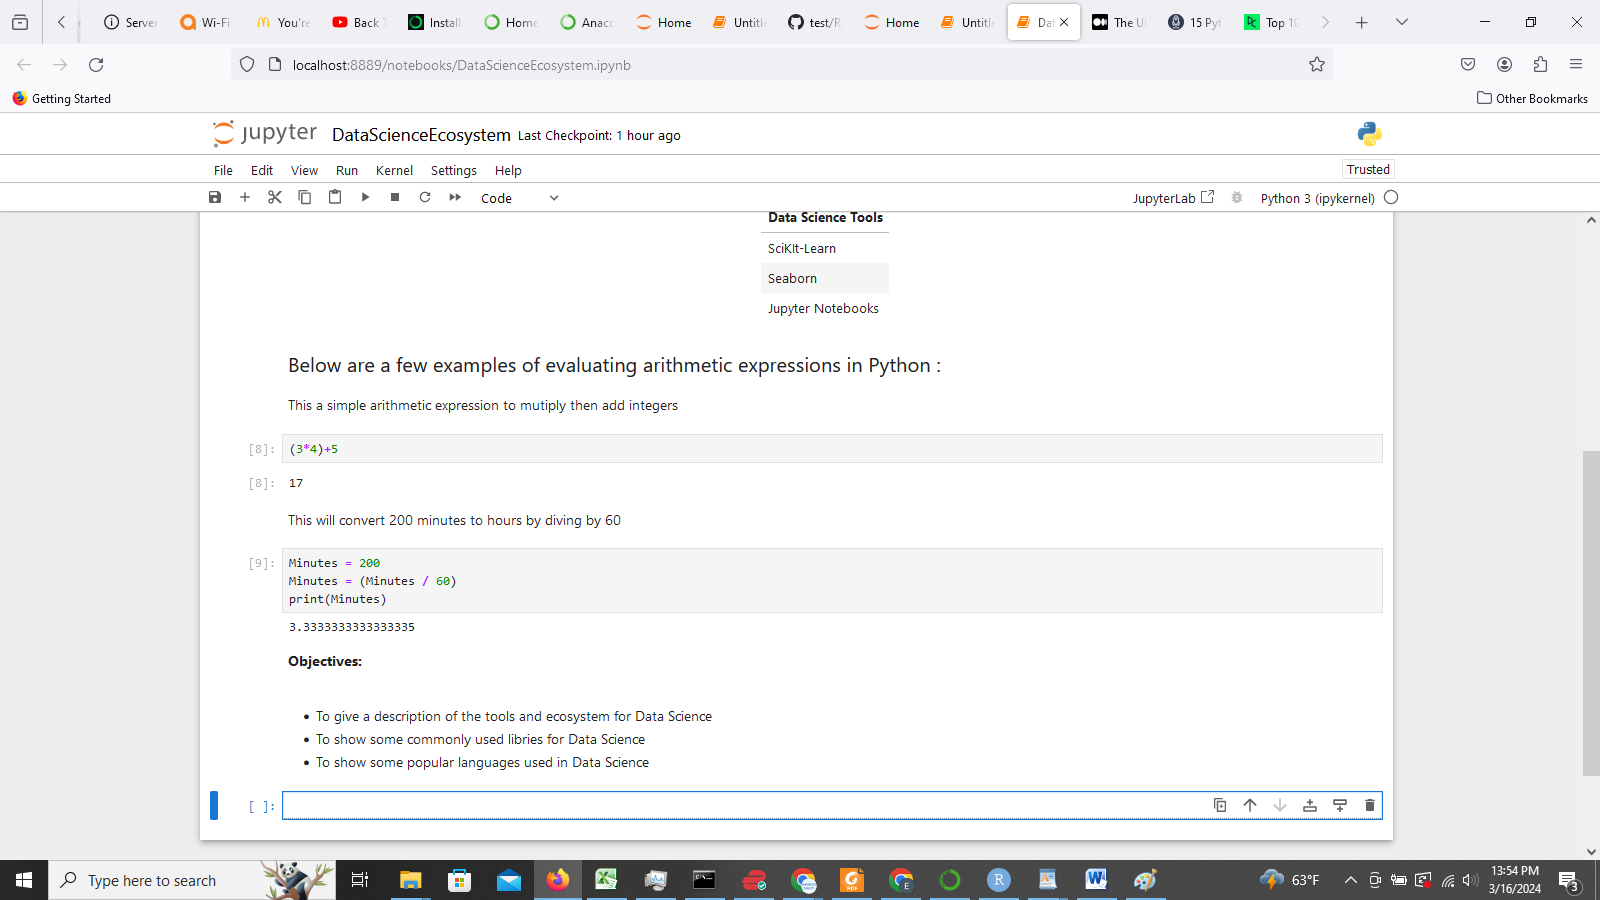 Server
Wi-Fi
You're
Back
Install
Home
Anaco
Home
Untitle
test/R
Home
Untitle
Dat
The U
15 Pyt
Top 10
localhost:8889/notebooks/DataScienceEcosystem.ipynb
Getting Started
Other Bookmarks
jupyter DataScienceEcosystem Last Checkpoint: 1 hour ago
File Edit View Run Kernel Settings Help Trusted
Code JupyterLab Python 3 (ipykernel)
Data Science Tools
SciKIt-Learn
Seaborn
Jupyter Notebooks
Below are a few examples of evaluating arithmetic expressions in Python :
This a simple arithmetic expression to mutiply then add integers
[8]: (3*4)+5
[8]: 17
This will convert 200 minutes to hours by diving by 60
[9]: Minutes = 200
Minutes = (Minutes / 60)
print(Minutes)
3.3333333333333335
Objectives:
• To give a description of the tools and ecosystem for Data Science
• To show some commonly used libries for Data Science
• To show some popular languages used in Data Science
[ ]:
Type here to search
63°F
13:54 PM
3/16/2024
3